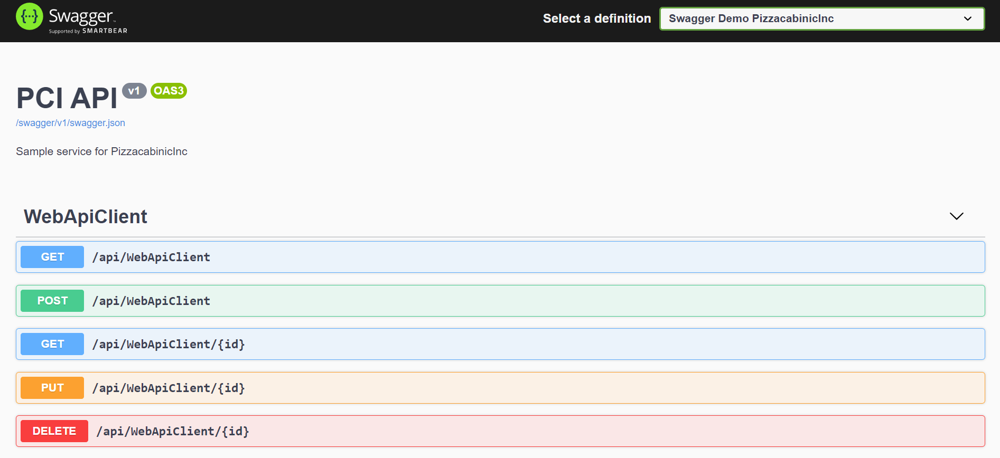 {···} Swagger™
Supported by SMARTBEAR
Select a definition
Swagger Demo PizzacabinicInc
PCI API v1 OAS3
/swagger/v1/swagger.json
Sample service for PizzacabinicInc
WebApiClient
GET /api/WebApiClient
POST /api/WebApiClient
GET /api/WebApiClient/{id}
PUT /api/WebApiClient/{id}
DELETE /api/WebApiClient/{id}